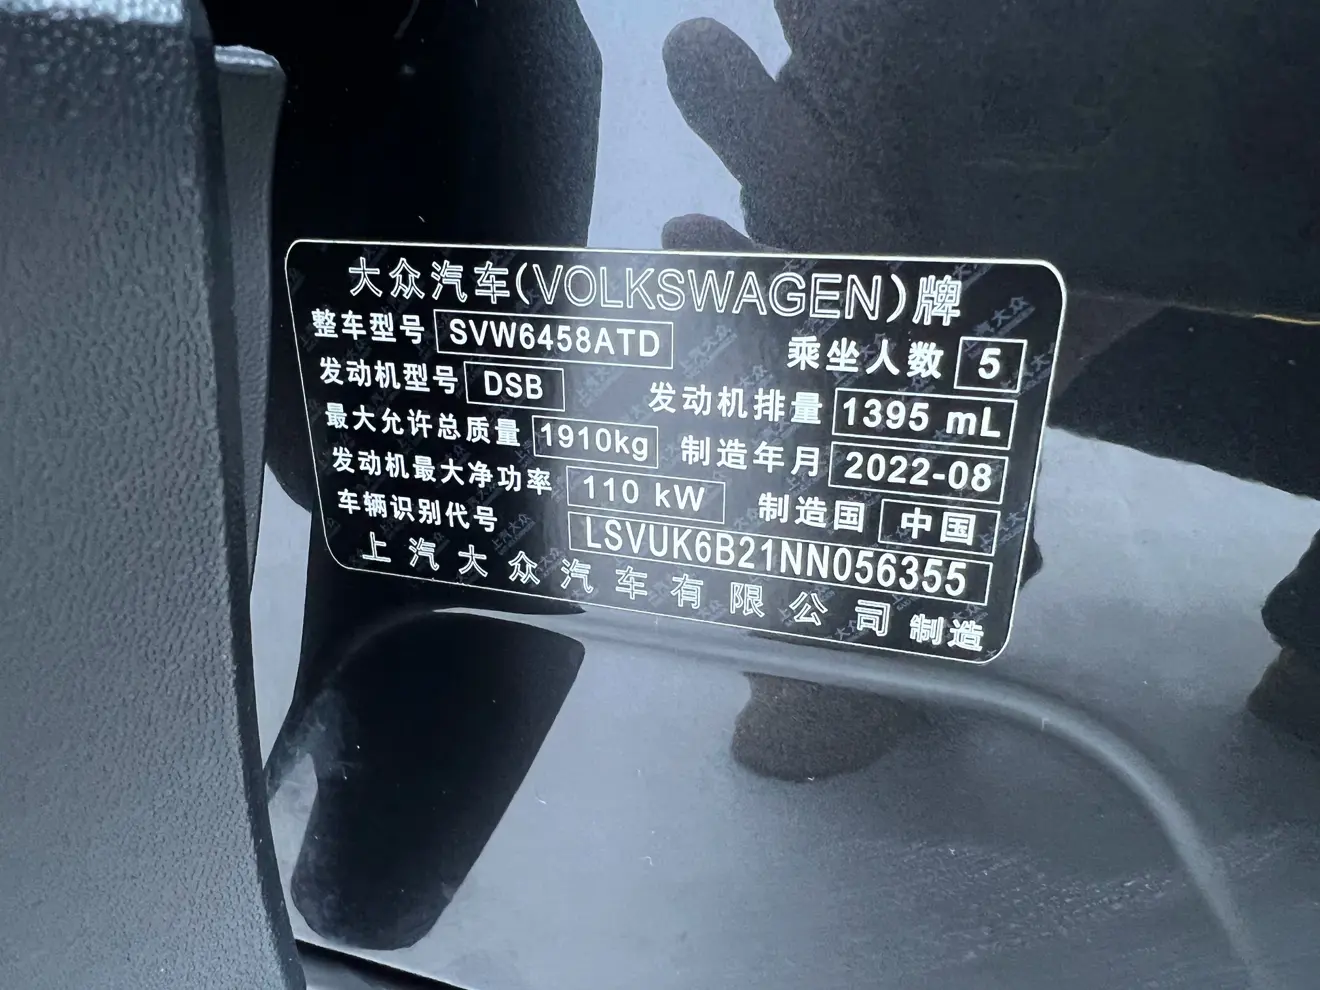 大众汽车(VOLKSWAGEN)牌
整车型号 SVW6458ATD 乘坐人数 5
发动机型号 DSB 发动机排量 1395 mL
最大允许总质量 1910kg 制造年月 2022-08
发动机最大净功率 110 kW 制造国 中国
车辆识别代号 LSVUK6B21NN056355
上汽大众汽车有限公司 制造